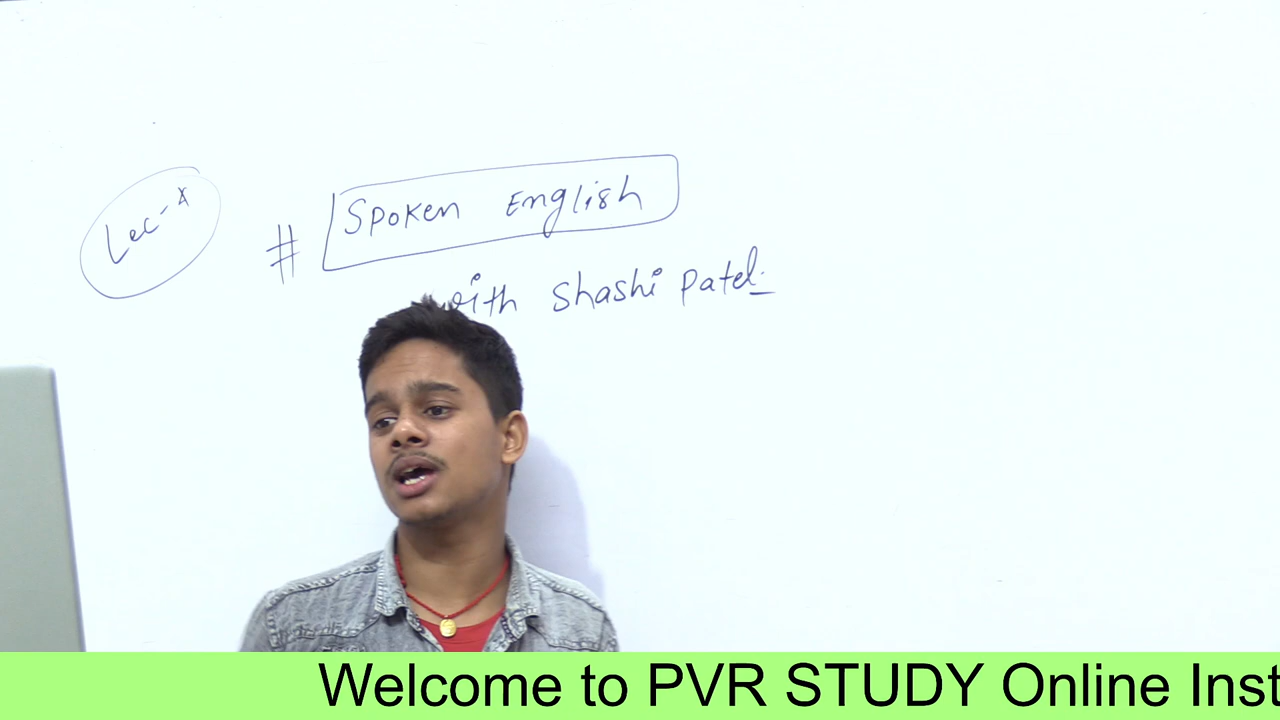 Lec-
# Spoken English
with Shashi Patel.
Welcome to PVR STUDY Online Inst